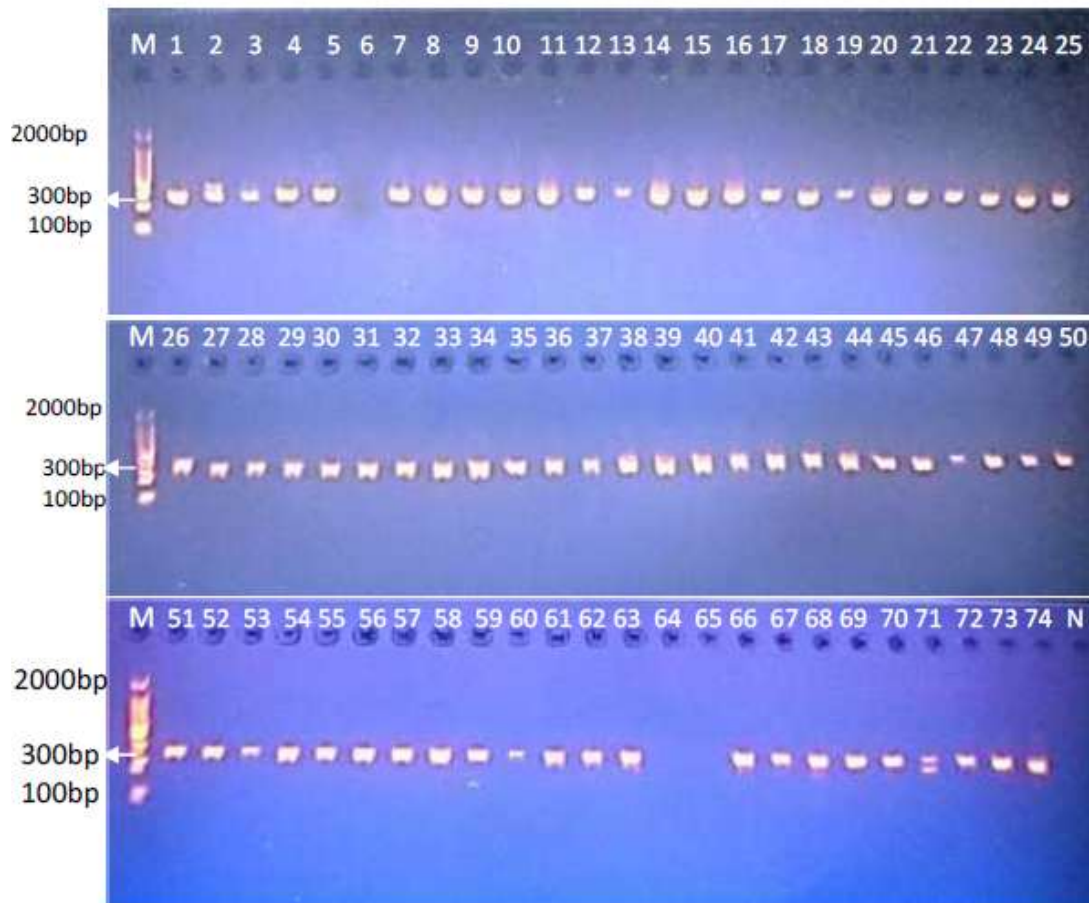 M 1 2 3 4 5 6 7 8 9 10 11 12 13 14 15 16 17 18 19 20 21 22 23 24 25
2000bp
300bp
100bp
M 26 27 28 29 30 31 32 33 34 35 36 37 38 39 40 41 42 43 44 45 46 47 48 49 50
2000bp
300bp
100bp
M 51 52 53 54 55 56 57 58 59 60 61 62 63 64 65 66 67 68 69 70 71 72 73 74 N
2000bp
300bp
100bp